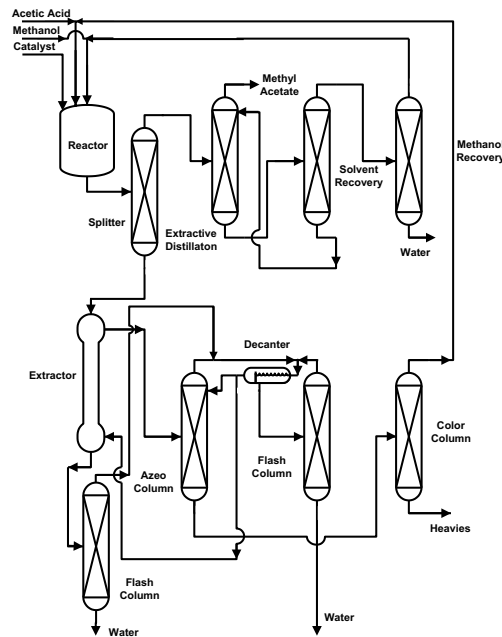 Acetic Acid
Methanol
Catalyst
Reactor
Splitter
Extractive
Distillaton
Methyl
Acetate
Solvent
Recovery
Methanol
Recovery
Water
Extractor
Decanter
Azeo
Column
Flash
Column
Color
Column
Heavies
Flash
Column
Water
Water